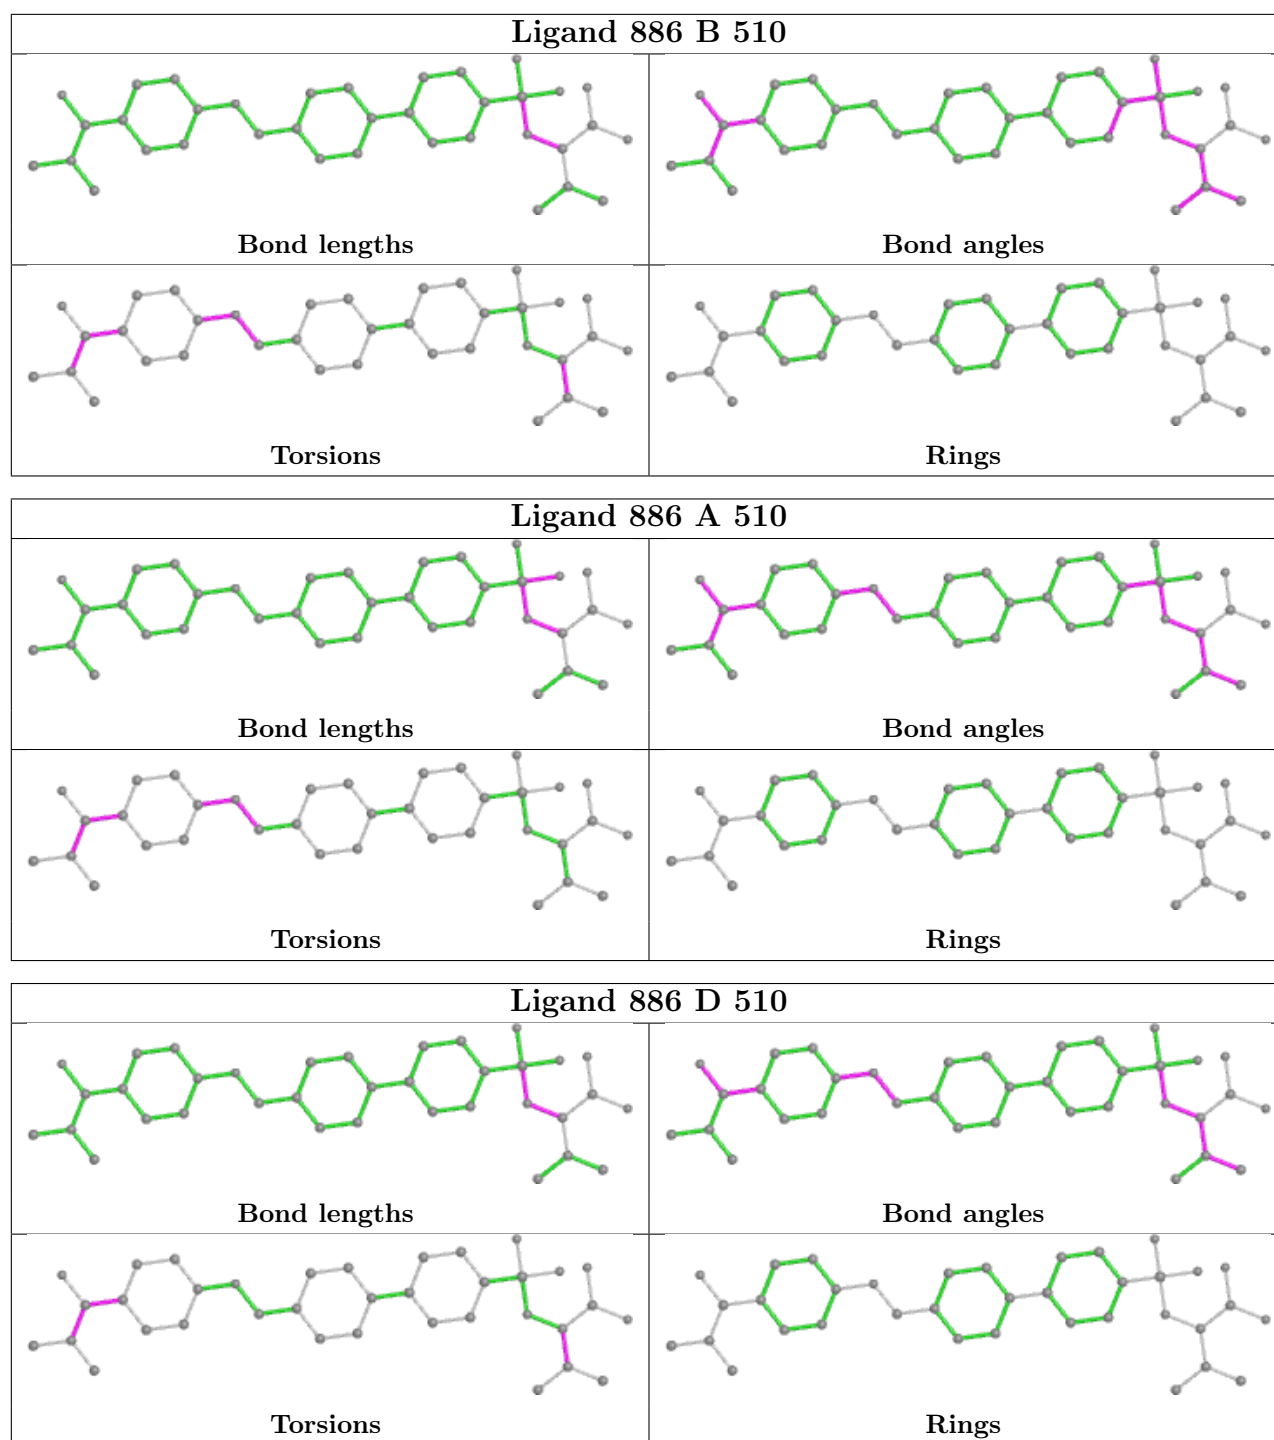 Ligand 886 B 510
Bond lengths
Bond angles
Torsions
Rings
Ligand 886 A 510
Bond lengths
Bond angles
Torsions
Rings
Ligand 886 D 510
Bond lengths
Bond angles
Torsions
Rings